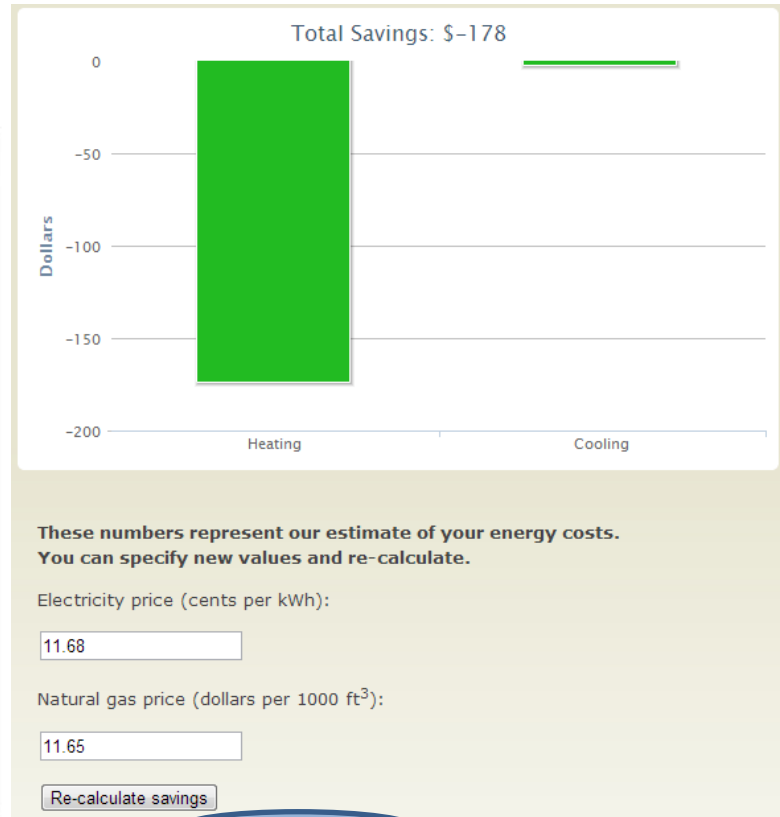 Total Savings: $-178
0
-50
-100
-150
-200
Dollars
Heating Cooling
These numbers represent our estimate of your energy costs.
You can specify new values and re-calculate.
Electricity price (cents per kWh):
11.68
Natural gas price (dollars per 1000 ft³):
11.65
Re-calculate savings